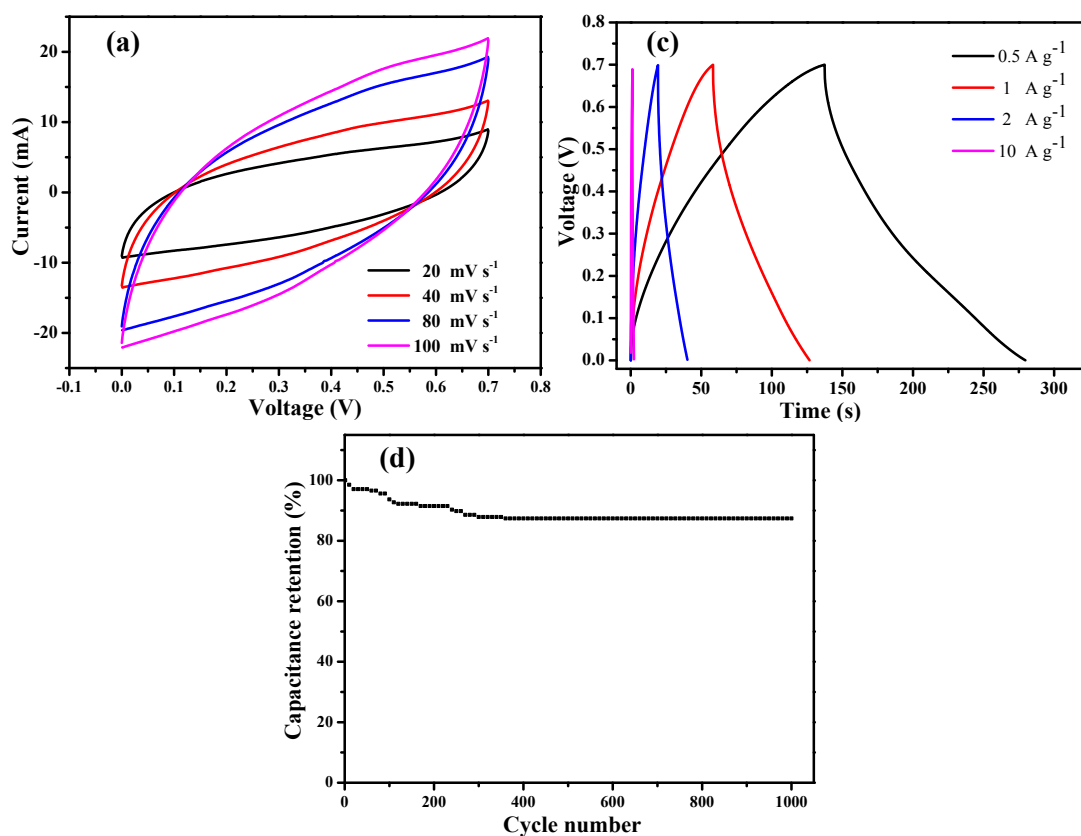 (a)
Current (mA)
20
10
0
-10
-20
20 mV s-1
40 mV s-1
80 mV s-1
100 mV s-1
-0.1 0.0 0.1 0.2 0.3 0.4 0.5 0.6 0.7 0.8
Voltage (V)
(c)
Voltage (V)
0.8
0.7
0.6
0.5
0.4
0.3
0.2
0.1
0.0
0.5 A g-1
1 A g-1
2 A g-1
10 A g-1
0 50 100 150 200 250 300
Time (s)
(d)
Capacitance retention (%)
100
80
60
40
20
0
0 200 400 600 800 1000
Cycle number